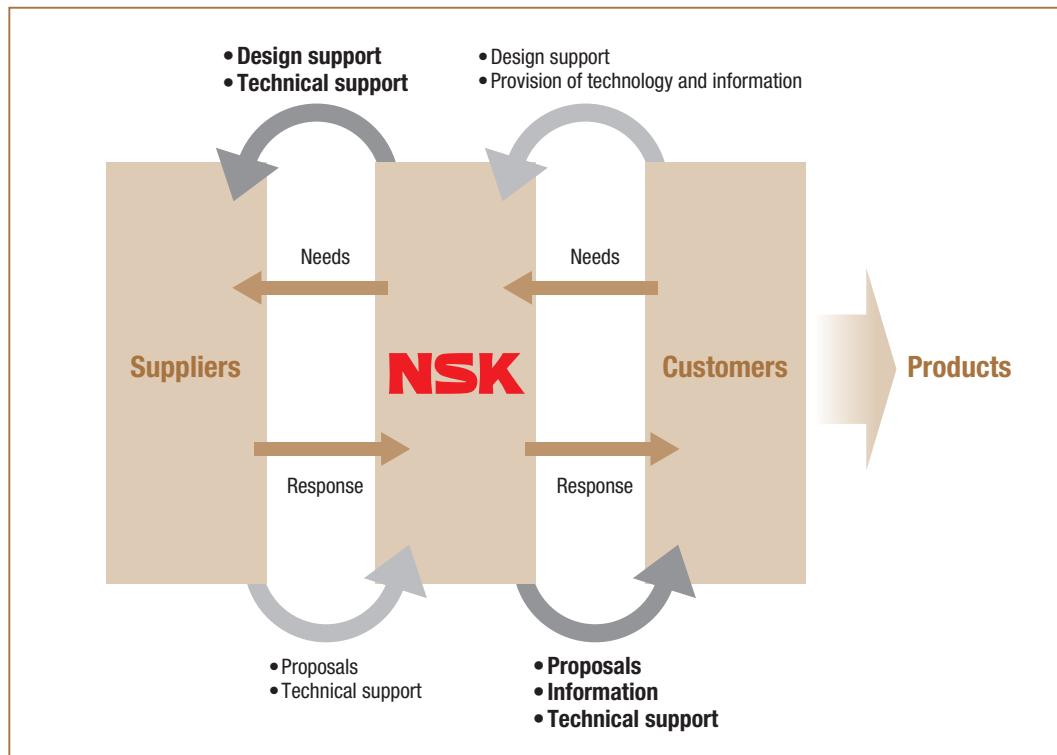 • Design support
• Technical support
• Design support
• Provision of technology and information
Needs
Needs
Suppliers
NSK
Customers
Products
Response
Response
• Proposals
• Technical support
• Proposals
• Information
• Technical support